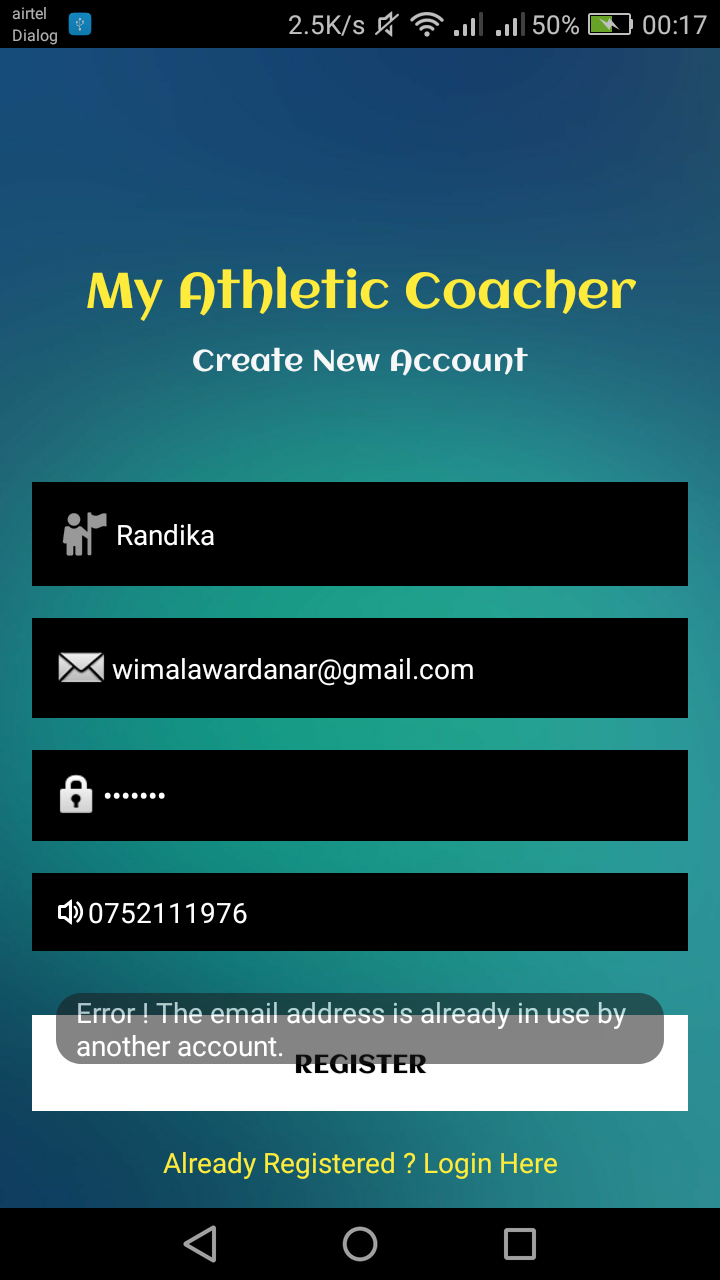 airtel
Dialog
2.5K/s 50% 00:17
My Athletic Coacher
Create New Account
Randika
wimalawardanar@gmail.com
•••••••
0752111976
Error ! The email address is already in use by
another account.
REGISTER
Already Registered ? Login Here